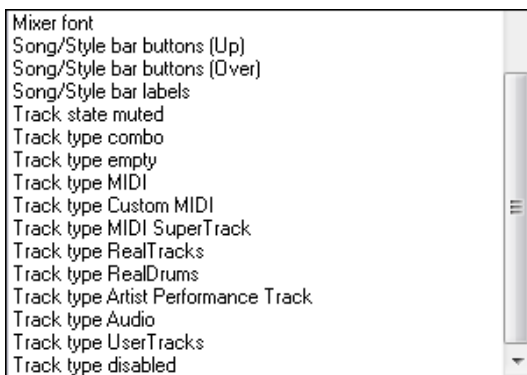 Mixer font
Song/Style bar buttons (Up)
Song/Style bar buttons (Over)
Song/Style bar labels
Track state muted
Track type combo
Track type empty
Track type MIDI
Track type Custom MIDI
Track type MIDI SuperTrack
Track type RealTracks
Track type RealDrums
Track type Artist Performance Track
Track type Audio
Track type UserTracks
Track type disabled